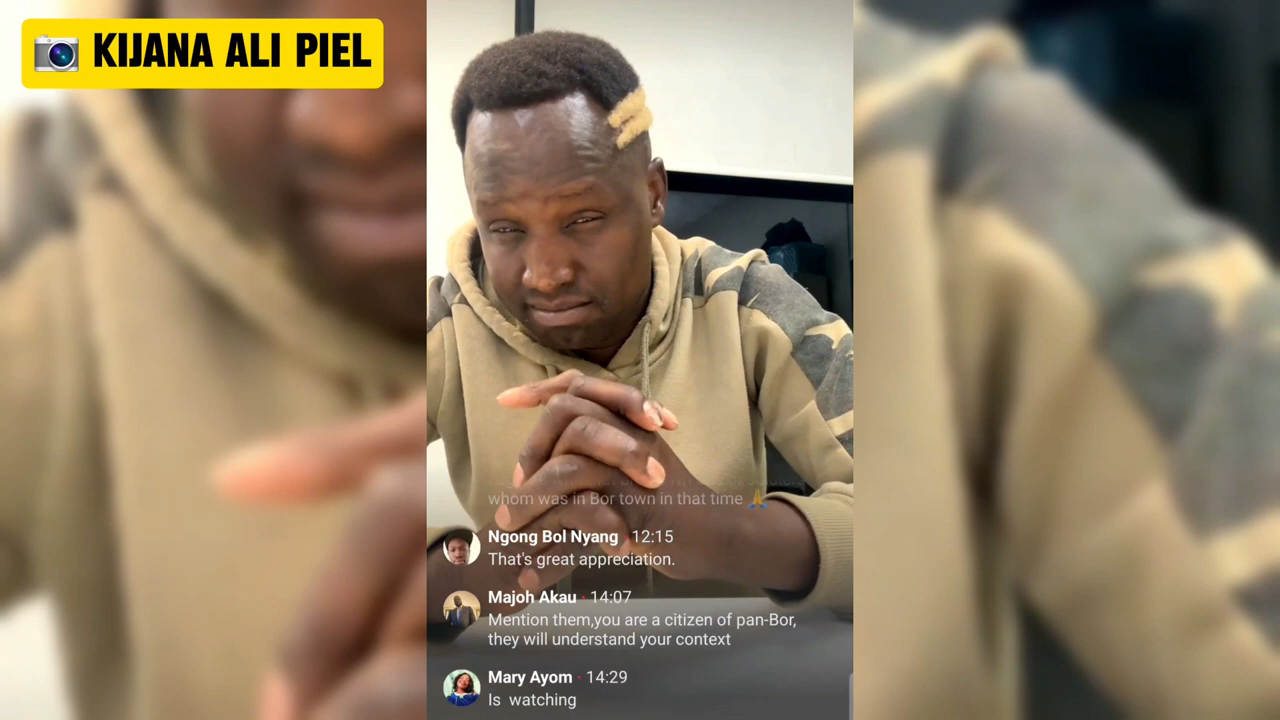 KIJANA ALI PIEL
whom was in Bor town in that time 🙏
Ngong Bol Nyang · 12:15
That's great appreciation.
Majoh Akau · 14:07
Mention them,you are a citizen of pan-Bor,
they will understand your context
Mary Ayom · 14:29
Is watching